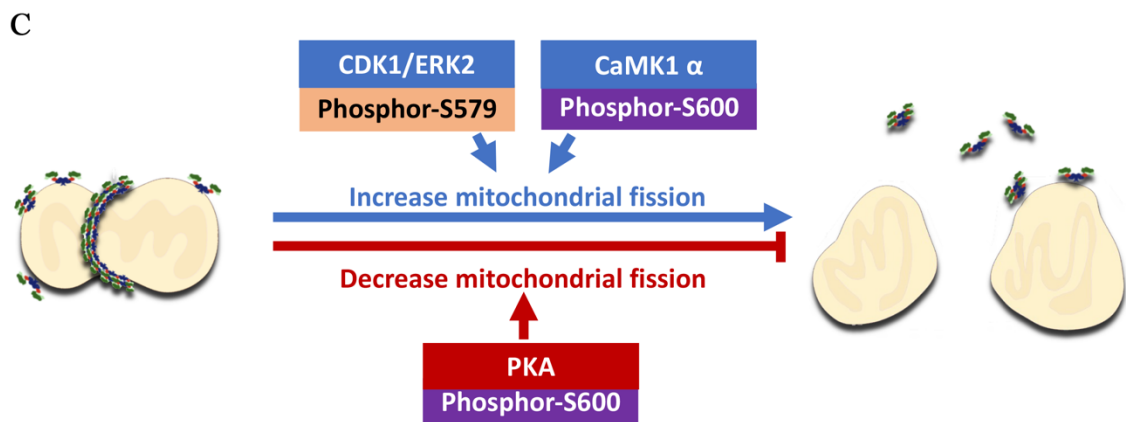 C
CDK1/ERK2
Phosphor-S579
CaMK1 α
Phosphor-S600
Increase mitochondrial fission
Decrease mitochondrial fission
PKA
Phosphor-S600